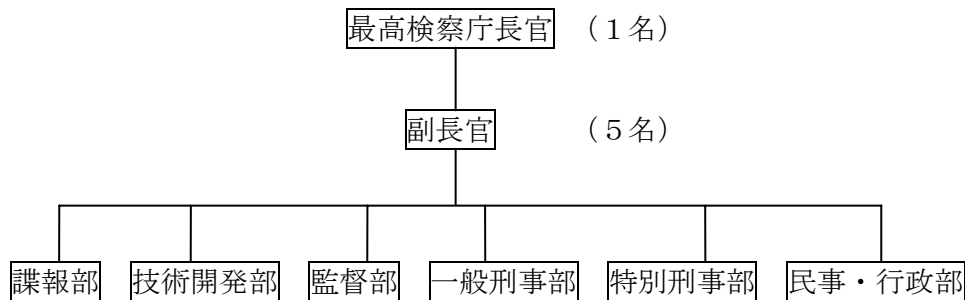 最高検察庁長官 （１名）
副長官 （５名）
諜報部 技術開発部 監督部 一般刑事部 特別刑事部 民事・行政部